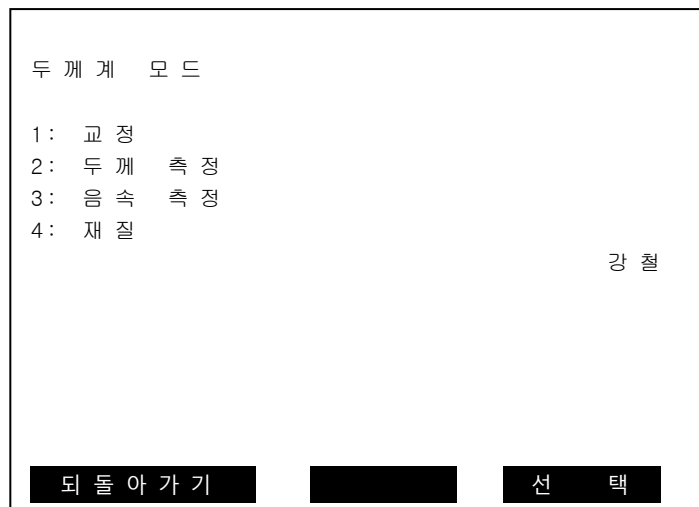 두께계 모드
1: 교정
2: 두께 측정
3: 음속 측정
4: 재질
강철
되돌아가기 선택